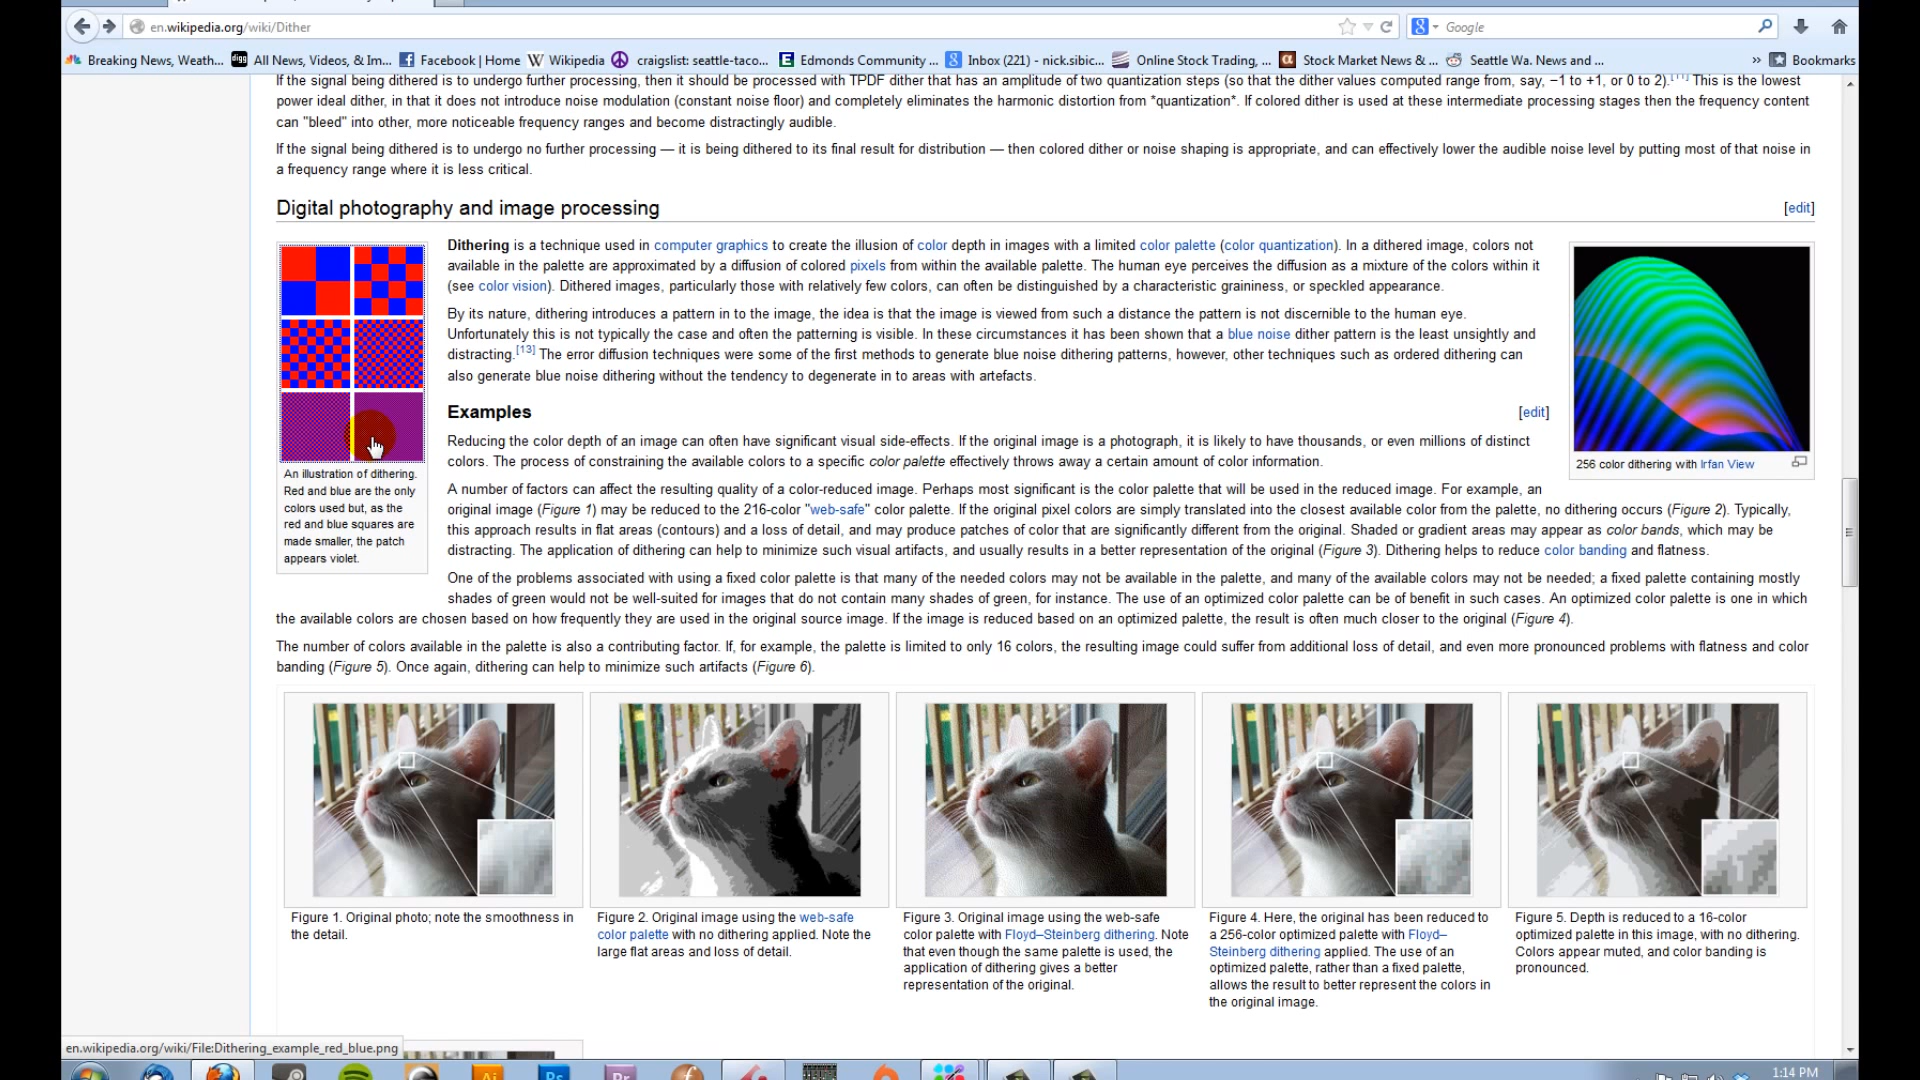 en.wikipedia.org/wiki/Dither
Google
Breaking News, Weath...
digg
All News, Videos, & Im...
Facebook | Home
Wikipedia
craigslist: seattle-taco...
Edmonds Community ...
Inbox (221) - nick.sibic...
Online Stock Trading, ...
Stock Market News & ...
Seattle Wa. News and ...
»
Bookmarks
If the signal being dithered is to undergo further processing, then it should be processed with TPDF dither that has an amplitude of two quantization steps (so that the dither values computed range from, say, −1 to +1, or 0 to 2).[11] This is the lowest
power ideal dither, in that it does not introduce noise modulation (constant noise floor) and completely eliminates the harmonic distortion from *quantization*. If colored dither is used at these intermediate processing stages then the frequency content
can "bleed" into other, more noticeable frequency ranges and become distractingly audible.
If the signal being dithered is to undergo no further processing — it is being dithered to its final result for distribution — then colored dither or noise shaping is appropriate, and can effectively lower the audible noise level by putting most of that noise in
a frequency range where it is less critical.
Digital photography and image processing
[edit]
An illustration of dithering.
Red and blue are the only
colors used but, as the
red and blue squares are
made smaller, the patch
appears violet.
Dithering is a technique used in computer graphics to create the illusion of color depth in images with a limited color palette (color quantization). In a dithered image, colors not
available in the palette are approximated by a diffusion of colored pixels from within the available palette. The human eye perceives the diffusion as a mixture of the colors within it
(see color vision). Dithered images, particularly those with relatively few colors, can often be distinguished by a characteristic graininess, or speckled appearance.
By its nature, dithering introduces a pattern in to the image, the idea is that the image is viewed from such a distance the pattern is not discernible to the human eye.
Unfortunately this is not typically the case and often the patterning is visible. In these circumstances it has been shown that a blue noise dither pattern is the least unsightly and
distracting.[13] The error diffusion techniques were some of the first methods to generate blue noise dithering patterns, however, other techniques such as ordered dithering can
also generate blue noise dithering without the tendency to degenerate in to areas with artefacts.
256 color dithering with Irfan View
Examples
[edit]
Reducing the color depth of an image can often have significant visual side-effects. If the original image is a photograph, it is likely to have thousands, or even millions of distinct
colors. The process of constraining the available colors to a specific color palette effectively throws away a certain amount of color information.
A number of factors can affect the resulting quality of a color-reduced image. Perhaps most significant is the color palette that will be used in the reduced image. For example, an
original image (Figure 1) may be reduced to the 216-color "web-safe" color palette. If the original pixel colors are simply translated into the closest available color from the palette, no dithering occurs (Figure 2). Typically,
this approach results in flat areas (contours) and a loss of detail, and may produce patches of color that are significantly different from the original. Shaded or gradient areas may appear as color bands, which may be
distracting. The application of dithering can help to minimize such visual artifacts, and usually results in a better representation of the original (Figure 3). Dithering helps to reduce color banding and flatness.
One of the problems associated with using a fixed color palette is that many of the needed colors may not be available in the palette, and many of the available colors may not be needed; a fixed palette containing mostly
shades of green would not be well-suited for images that do not contain many shades of green, for instance. The use of an optimized color palette can be of benefit in such cases. An optimized color palette is one in which
the available colors are chosen based on how frequently they are used in the original source image. If the image is reduced based on an optimized palette, the result is often much closer to the original (Figure 4).
The number of colors available in the palette is also a contributing factor. If, for example, the palette is limited to only 16 colors, the resulting image could suffer from additional loss of detail, and even more pronounced problems with flatness and color
banding (Figure 5). Once again, dithering can help to minimize such artifacts (Figure 6).
Figure 1. Original photo; note the smoothness in
the detail.
Figure 2. Original image using the web-safe
color palette with no dithering applied. Note the
large flat areas and loss of detail.
Figure 3. Original image using the web-safe
color palette with Floyd–Steinberg dithering. Note
that even though the same palette is used, the
application of dithering gives a better
representation of the original.
Figure 4. Here, the original has been reduced to
a 256-color optimized palette with Floyd–
Steinberg dithering applied. The use of an
optimized palette, rather than a fixed palette,
allows the result to better represent the colors in
the original image.
Figure 5. Depth is reduced to a 16-color
optimized palette in this image, with no dithering.
Colors appear muted, and color banding is
pronounced.
en.wikipedia.org/wiki/File:Dithering_example_red_blue.png
Ai
Ps
Pr
1:14 PM